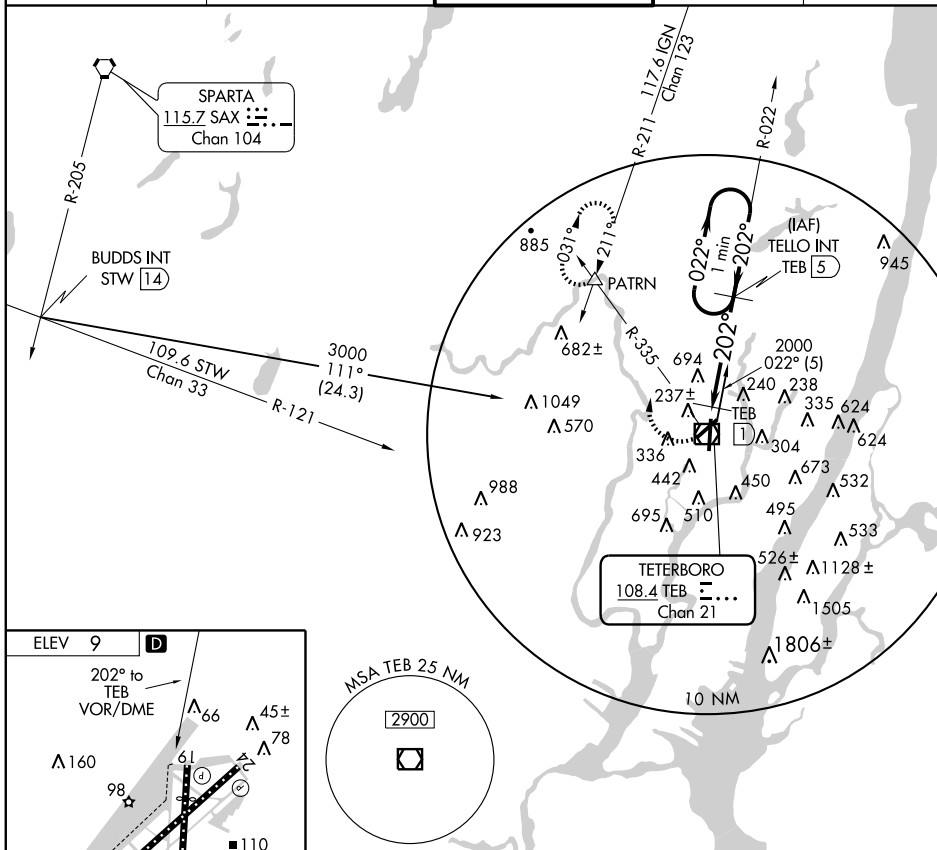 SPARTA
115.7 SAX
Chan 104
R-205
BUDDS INT
STW 14
109.6 STW
Chan 33
R-121
3000
111°
(24.3)
117.6 IGN
Chan 123
R-211
R-022
885
031°
211°
PATRN
022°
1 min
202°
(IAF)
TELLO INT
TEB 5
945
682±
R-335
202°
694
2000
022° (5)
237±
240
238
TEB
1
335
624
624
304
336
1049
570
442
450
673
532
988
923
695
510
495
533
526±
1128±
1505
1806±
TETERBORO
108.4 TEB
Chan 21
10 NM
MSA TEB 25 NM
2900
ELEV 9 D
202° to
TEB
VOR/DME
66
45±
78
160
98
19
24
P
P
110